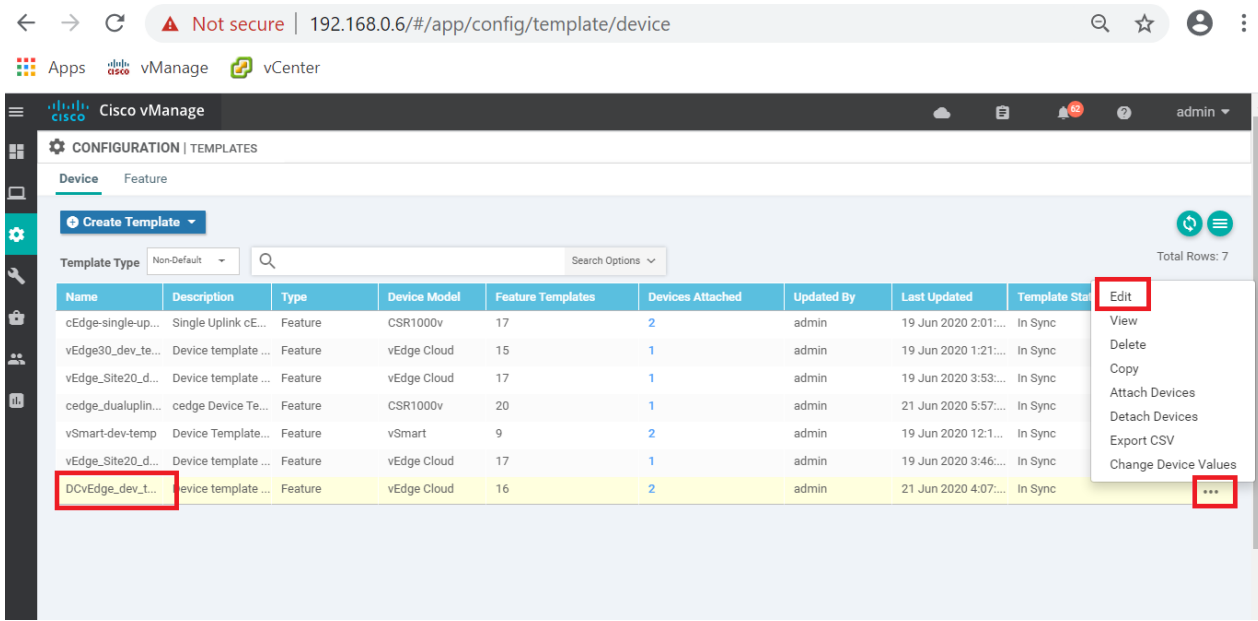 Not secure | 192.168.0.6/#/app/config/template/device
Apps cisco vManage vCenter
cisco Cisco vManage 62 admin
CONFIGURATION | TEMPLATES
Device Feature
Create Template
Template Type Non-Default Search Options Total Rows: 7
Name Description Type Device Model Feature Templates Devices Attached Updated By Last Updated Template Stat
cEdge-single-up... Single Uplink cE... Feature CSR1000v 17 2 admin 19 Jun 2020 2:01:... In Sync
vEdge30_dev_te... Device template ... Feature vEdge Cloud 15 1 admin 19 Jun 2020 1:21:... In Sync
vEdge_Site20_d... Device template ... Feature vEdge Cloud 17 1 admin 19 Jun 2020 3:53:... In Sync
cedge_dualuplin... cedge Device Te... Feature CSR1000v 20 1 admin 21 Jun 2020 5:57:... In Sync
vSmart-dev-temp Device Template... Feature vSmart 9 2 admin 19 Jun 2020 12:1... In Sync
vEdge_Site20_d... Device template ... Feature vEdge Cloud 17 1 admin 19 Jun 2020 3:46:... In Sync
DCvEdge_dev_t... Device template ... Feature vEdge Cloud 16 2 admin 21 Jun 2020 4:07:... In Sync
Edit
View
Delete
Copy
Attach Devices
Detach Devices
Export CSV
Change Device Values